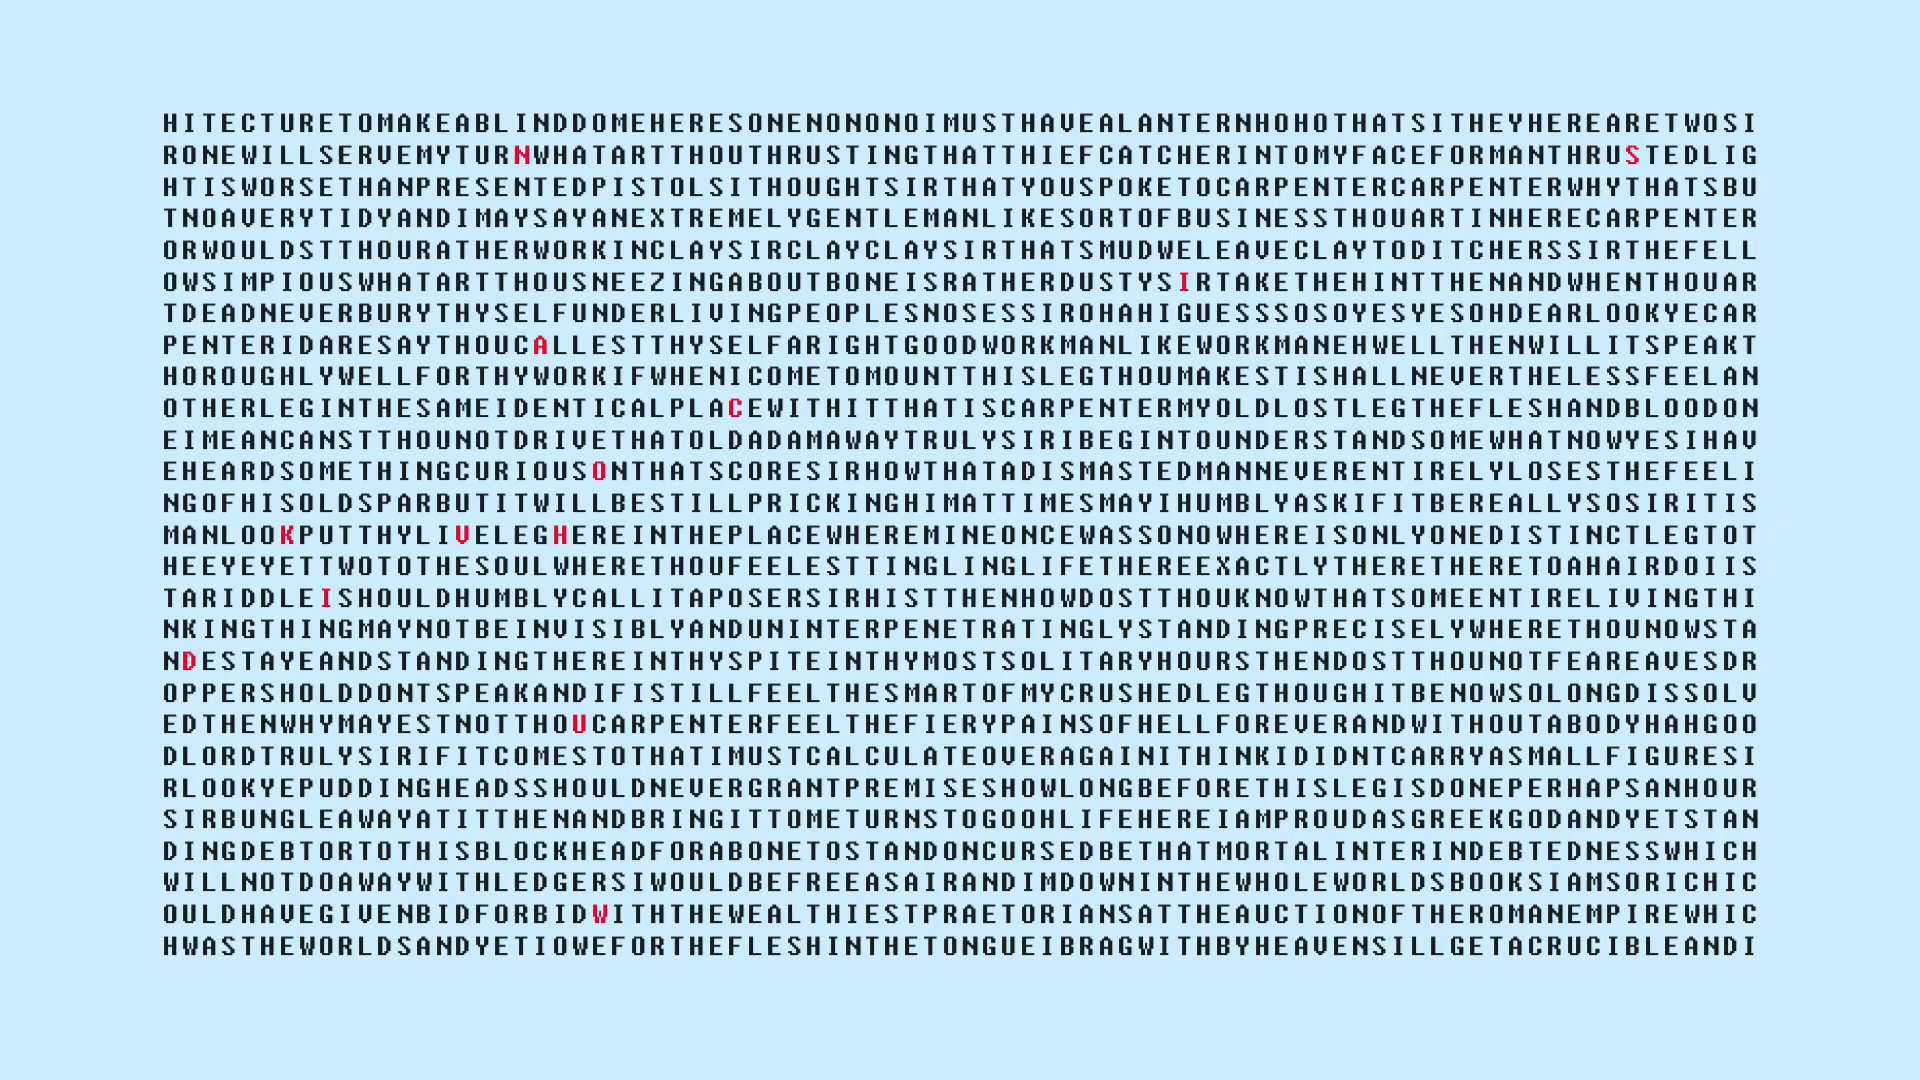 HITECTURETOMAKEABLINDDOMEHERESONENONONOIMUSTHAVEALANTERNHOHOTHATSITHEYHEREARETWOSI
RONEWILLSERVEMYTURNWHATARTTHOUTHRUSTINGTHATTHIEFCATCHERINTOMYFACEFORMANTHRUSTEDLIG
HTISWORSETHANPRESENTEDPISTOLSITHOUGHTSIRTHATYOUSPOKETOCARPENTERCARPENTERWHYTHATSBU
TNOAVERYTIDYANDIMAYSAYANEXTREMELYGENTLEMANLIKESORTOFBUSINESSTHOUARTINHERECARPENTER
ORWOULDSTTHOURATHERWORKINCLAYSIRCLAYCLAYSIRTHATSMUDWELEAVECLAYTODITCHERSSIRTHEFELL
OWSIMPIOUSWHATARTTHOUSNEEZINGABOUTBONEISRATHERDUSTYSIRTAKETHEHINTTHENANDWHENTHOUAR
TDEADNEVERBURYTHYSELFUNDERLIVINGPEOPLESNOSESSIROHAHIGUESSSOSOYESYESOHDEARLOOKYECAR
PENTERIDARESAYTHOUCALLESTTHYSELFARIGHTGOODWORKMANLIKEWORKMANEHWELLTHENWILLITSPEAKT
HOROUGHLYWELLFORTHYWORKIFWHENICOMETOMOUNTTHISLEGTHOUMAKESTISHALLNEVERTHELESSFEELAN
OTHERLEGINTHESAMEIDENTICALPLACEWITHITTHATISCARPENTERMYOLDLOSTLEGTHEFLESHANDBLOODON
EIMEANCANSTTHOUNOTDRIVETHATOLDADAMAWAYTRULYSIRIBEGINTOUNDERSTANDSOMEWHATNOWYESIHAV
EHEARDSOMETHINGCURIOUSONTHATSCORESIRHOWTHATADISMASTEDMANNEVERENTIRELYLOSESTHEFEELI
NGOFHISOLDSPARBUTITWILLBESTILLPRICKINGHIMATTIMESMAYIHUMBLYASKIFITBEREALLYSOSIRITIS
MANLOOKPUTTHYLIVELEGHEREINTHEPLACEWHEREMINEONCEWASSONOWHEREISONLYONEDISTINCTLEGTOT
HEEYEYETTWOTOTHESOULWHERETHOUFEELESTTINGLINGLIFETHEREEXACTLYTHERETHERETOAHAIRDOIIS
TARIDDLEISHOULDHUMBLYCALLITAPOSERSIRHISTTHENHOWDOSTTHOUKNOWTHATSOMEENTIRELIVINGTHI
NKINGTHINGMAYNOTBEINVISIBLYANDUNINTERPENETRATINGLYSTANDINGPRECISELYWHERETHOUNOWSTA
NDESTAYEANDSTANDINGTHEREINTHYSPITEINTHYMOSTSOLITARYHOURSTHENDOSTTHOUNOTFEAREAVESDR
OPPERSHOLDDONTSPEAKANDIFISTILLFEELTHESMARTOFMYCRUSHEDLEGTHOUGHITBENOWSOLONGDISSOLV
EDTHENWHYMAYESTNOTTHOUCARPENTERFEELTHEFIERYPAINSOFHELLFOREVERANDWITHOUTABODYHAHGOO
DLORDTRULYSIRIFITCOMESTOTHATIMUSTCALCULATEOVERAGAINITHINKIDIDNTCARRYASMALLFIGURESI
RLOOKYEPUDDINGHEADSSHOULDNEVERGRANTPREMISESHOWLONGBEFORETHISLEGISDONEPERHAPSANHOUR
SIRBUNGLEAWAYATITTHENANDBRINGITTOMETURNSTOGOOHLIFEHEREIAMPROUDASGREEKGODANDYETSTAN
DINGDEBTORTOTHISBLOCKHEADFORABONETOSTANDONCURSEDBETHATMORTALINTERINDEBTEDNESSWHICH
WILLNOTDOAWAYWITHLEDGERSIWOULDBEFREEASAIRANDIMDOWNINTHEWHOLEWORLDSBOOKSIAMSORICHIC
OULDHAVEGIVENBIDFORBIDWITHTHEWEALTHIESTPRAETORIANSATTHEAUCTIONOFTHEROMANEMPIREWHIC
HWASTHEWORLDSANDYETIOWEFORTHEFLESHINTHETONGUEIBRAGWITHBYHEAVENSILLGETACRUCIBLEANDI